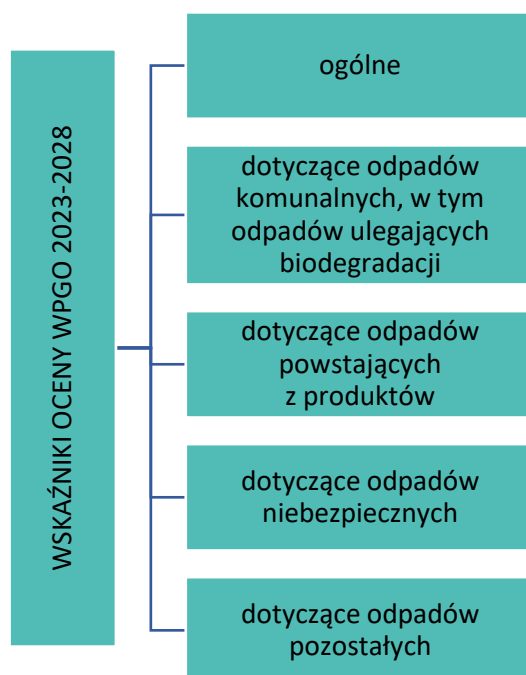 WSKAŹNIKI OCENY WPGO 2023-2028
ogólne
dotyczące odpadów
komunalnych, w tym
odpadów ulegających
biodegradacji
dotyczące odpadów
powstających
z produktów
dotyczące odpadów
niebezpiecznych
dotyczące odpadów
pozostałych